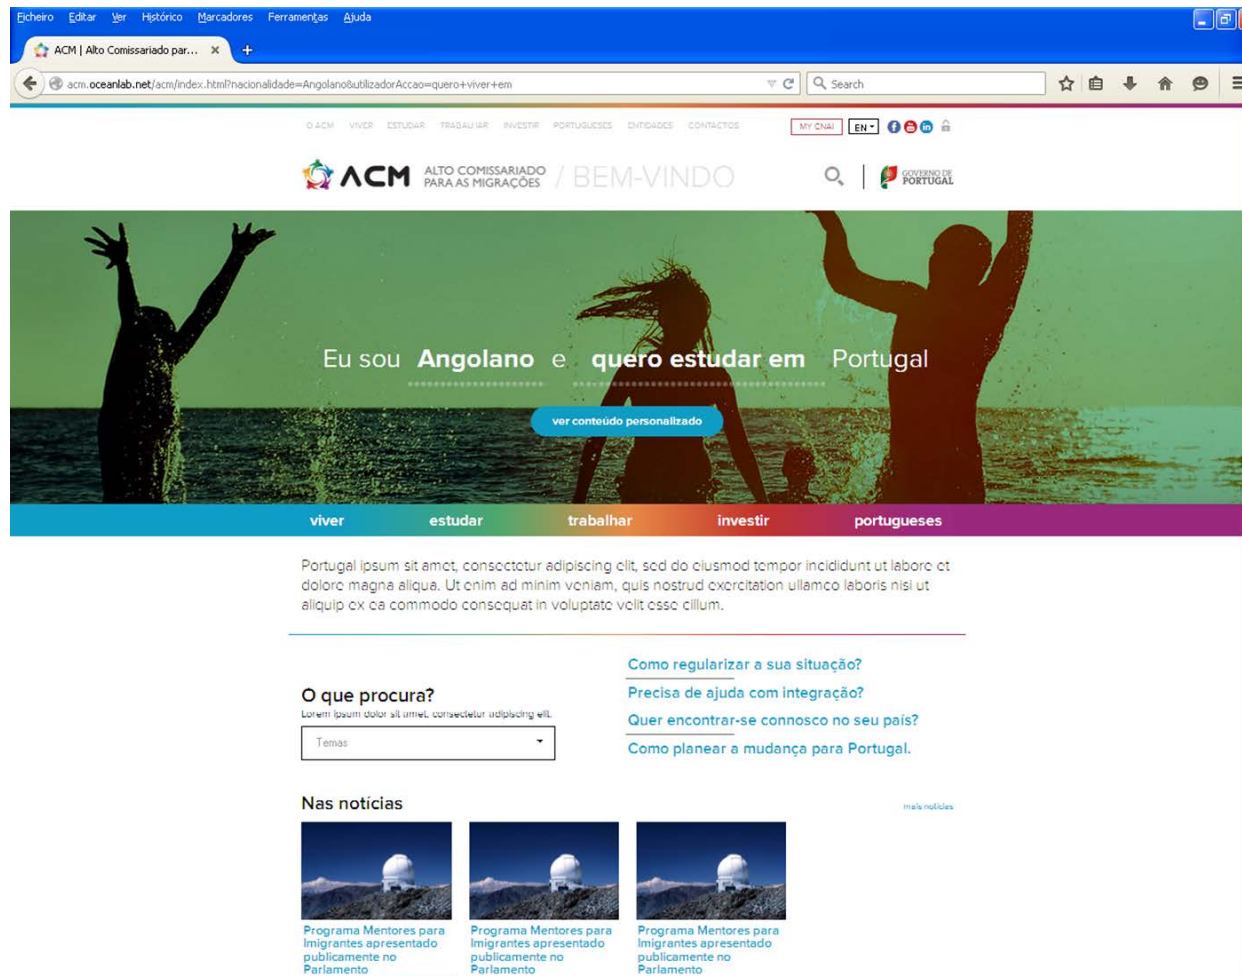 Ficheiro Editar Ver Histórico Marcadores Ferramentas Ajuda
ACM | Alto Comissariado par... × +
acm.oceanlab.net/acm/index.html?nacionalidade=Angolano&utilizadorAccao=quero+viver+em
Search
O ACM VIVER ESTUDAR TRABALHAR INVESTIR PORTUGUESES ENTIDADES CONTACTOS MY CNAI EN
ACM ALTO COMISSARIADO PARA AS MIGRAÇÕES / BEM-VINDO
GOVERNO DE
PORTUGAL
Eu sou Angolano e quero estudar em Portugal
ver conteúdo personalizado
viver estudar trabalhar investir portugueses
Portugal ipsum sit amet, consectetur adipiscing elit, sed do eiusmod tempor incididunt ut labore et
dolore magna aliqua. Ut enim ad minim veniam, quis nostrud exercitation ullamco laboris nisi ut
aliquip ex ea commodo consequat in voluptate velit esse cillum.
O que procura?
Lorem ipsum dolor sit amet, consectetur adipiscing elit.
Temas
Como regularizar a sua situação?
Precisa de ajuda com integração?
Quer encontrar-se connosco no seu país?
Como planear a mudança para Portugal.
Nas notícias
mais notícias
Programa Mentores para
Imigrantes apresentado
publicamente no
Parlamento
Programa Mentores para
Imigrantes apresentado
publicamente no
Parlamento
Programa Mentores para
Imigrantes apresentado
publicamente no
Parlamento